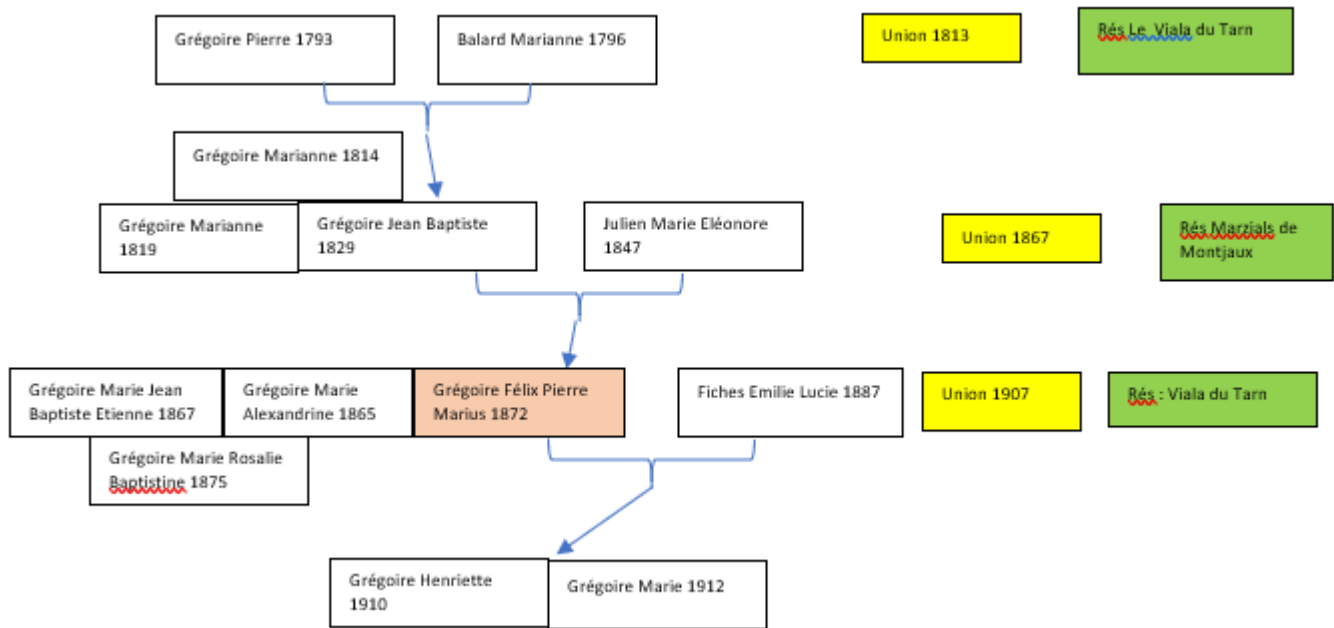 Grégoire Pierre 1793
Balard Marianne 1796
Union 1813
Rés Le Viala du Tarn
Grégoire Marianne 1814
Grégoire Marianne
1819
Grégoire Jean Baptiste
1829
Julien Marie Eléonore
1847
Union 1867
Rés Marzials de
Montjaux
Grégoire Marie Jean
Baptiste Etienne 1867
Grégoire Marie
Alexandrine 1865
Grégoire Félix Pierre
Marius 1872
Fiches Emilie Lucie 1887
Union 1907
Rés : Viala du Tarn
Grégoire Marie Rosalie
Baptistine 1875
Grégoire Henriette
1910
Grégoire Marie 1912